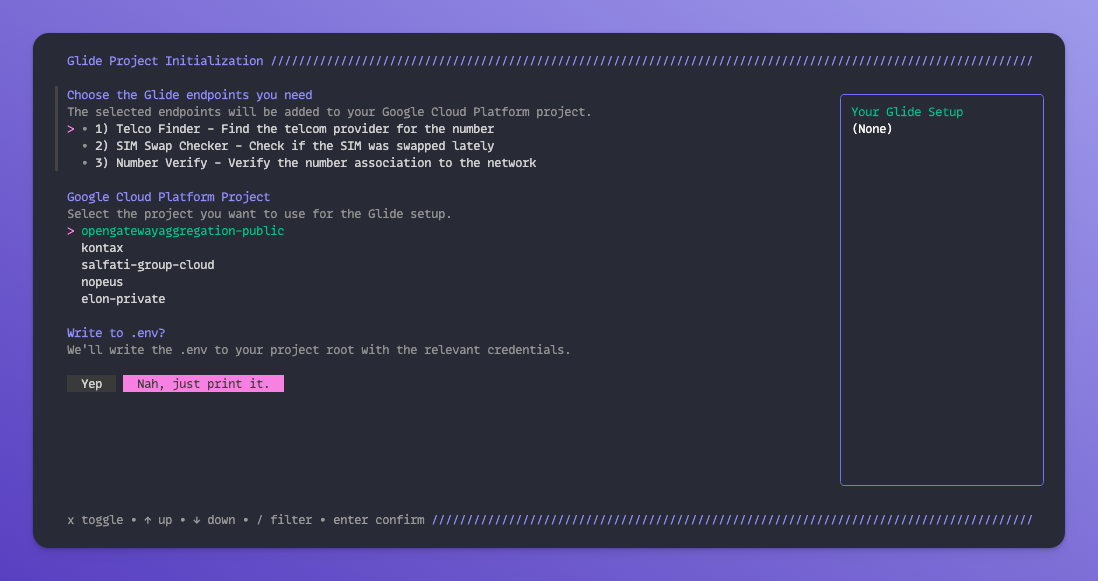 Glide Project Initialization /////////////////////////////////////////////////////////////////////////////////////////////////////////////
Choose the Glide endpoints you need
The selected endpoints will be added to your Google Cloud Platform project.
> • 1) Telco Finder - Find the telcom provider for the number
• 2) SIM Swap Checker - Check if the SIM was swapped lately
• 3) Number Verify - Verify the number association to the network
Google Cloud Platform Project
Select the project you want to use for the Glide setup.
> opengatewayaggregation-public
kontax
salfati-group-cloud
nopeus
elon-private
Write to .env?
We'll write the .env to your project root with the relevant credentials.
Yep Nah, just print it.
Your Glide Setup
(None)
x toggle • ↑ up • ↓ down • / filter • enter confirm //////////////////////////////////////////////////////////////////////////////////////